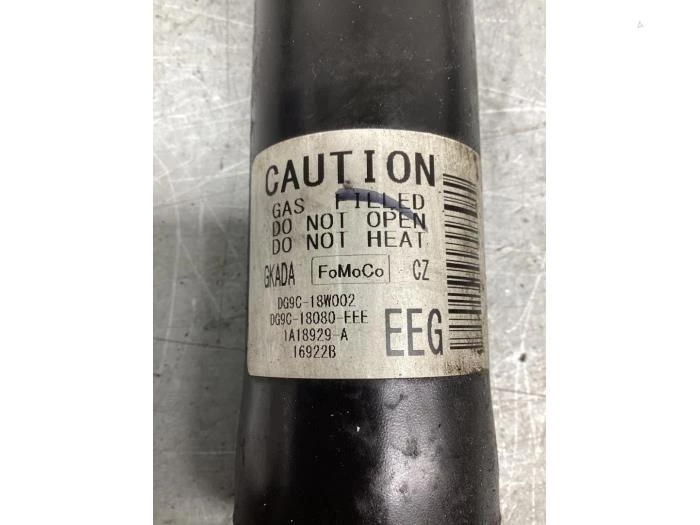 CAUTION
GAS FILLED
DO NOT OPEN
DO NOT HEAT
GKADA FoMoCo CZ
DG9C-18W002
DG9C-18080-EEE
1A18929-A
16922B
EEG